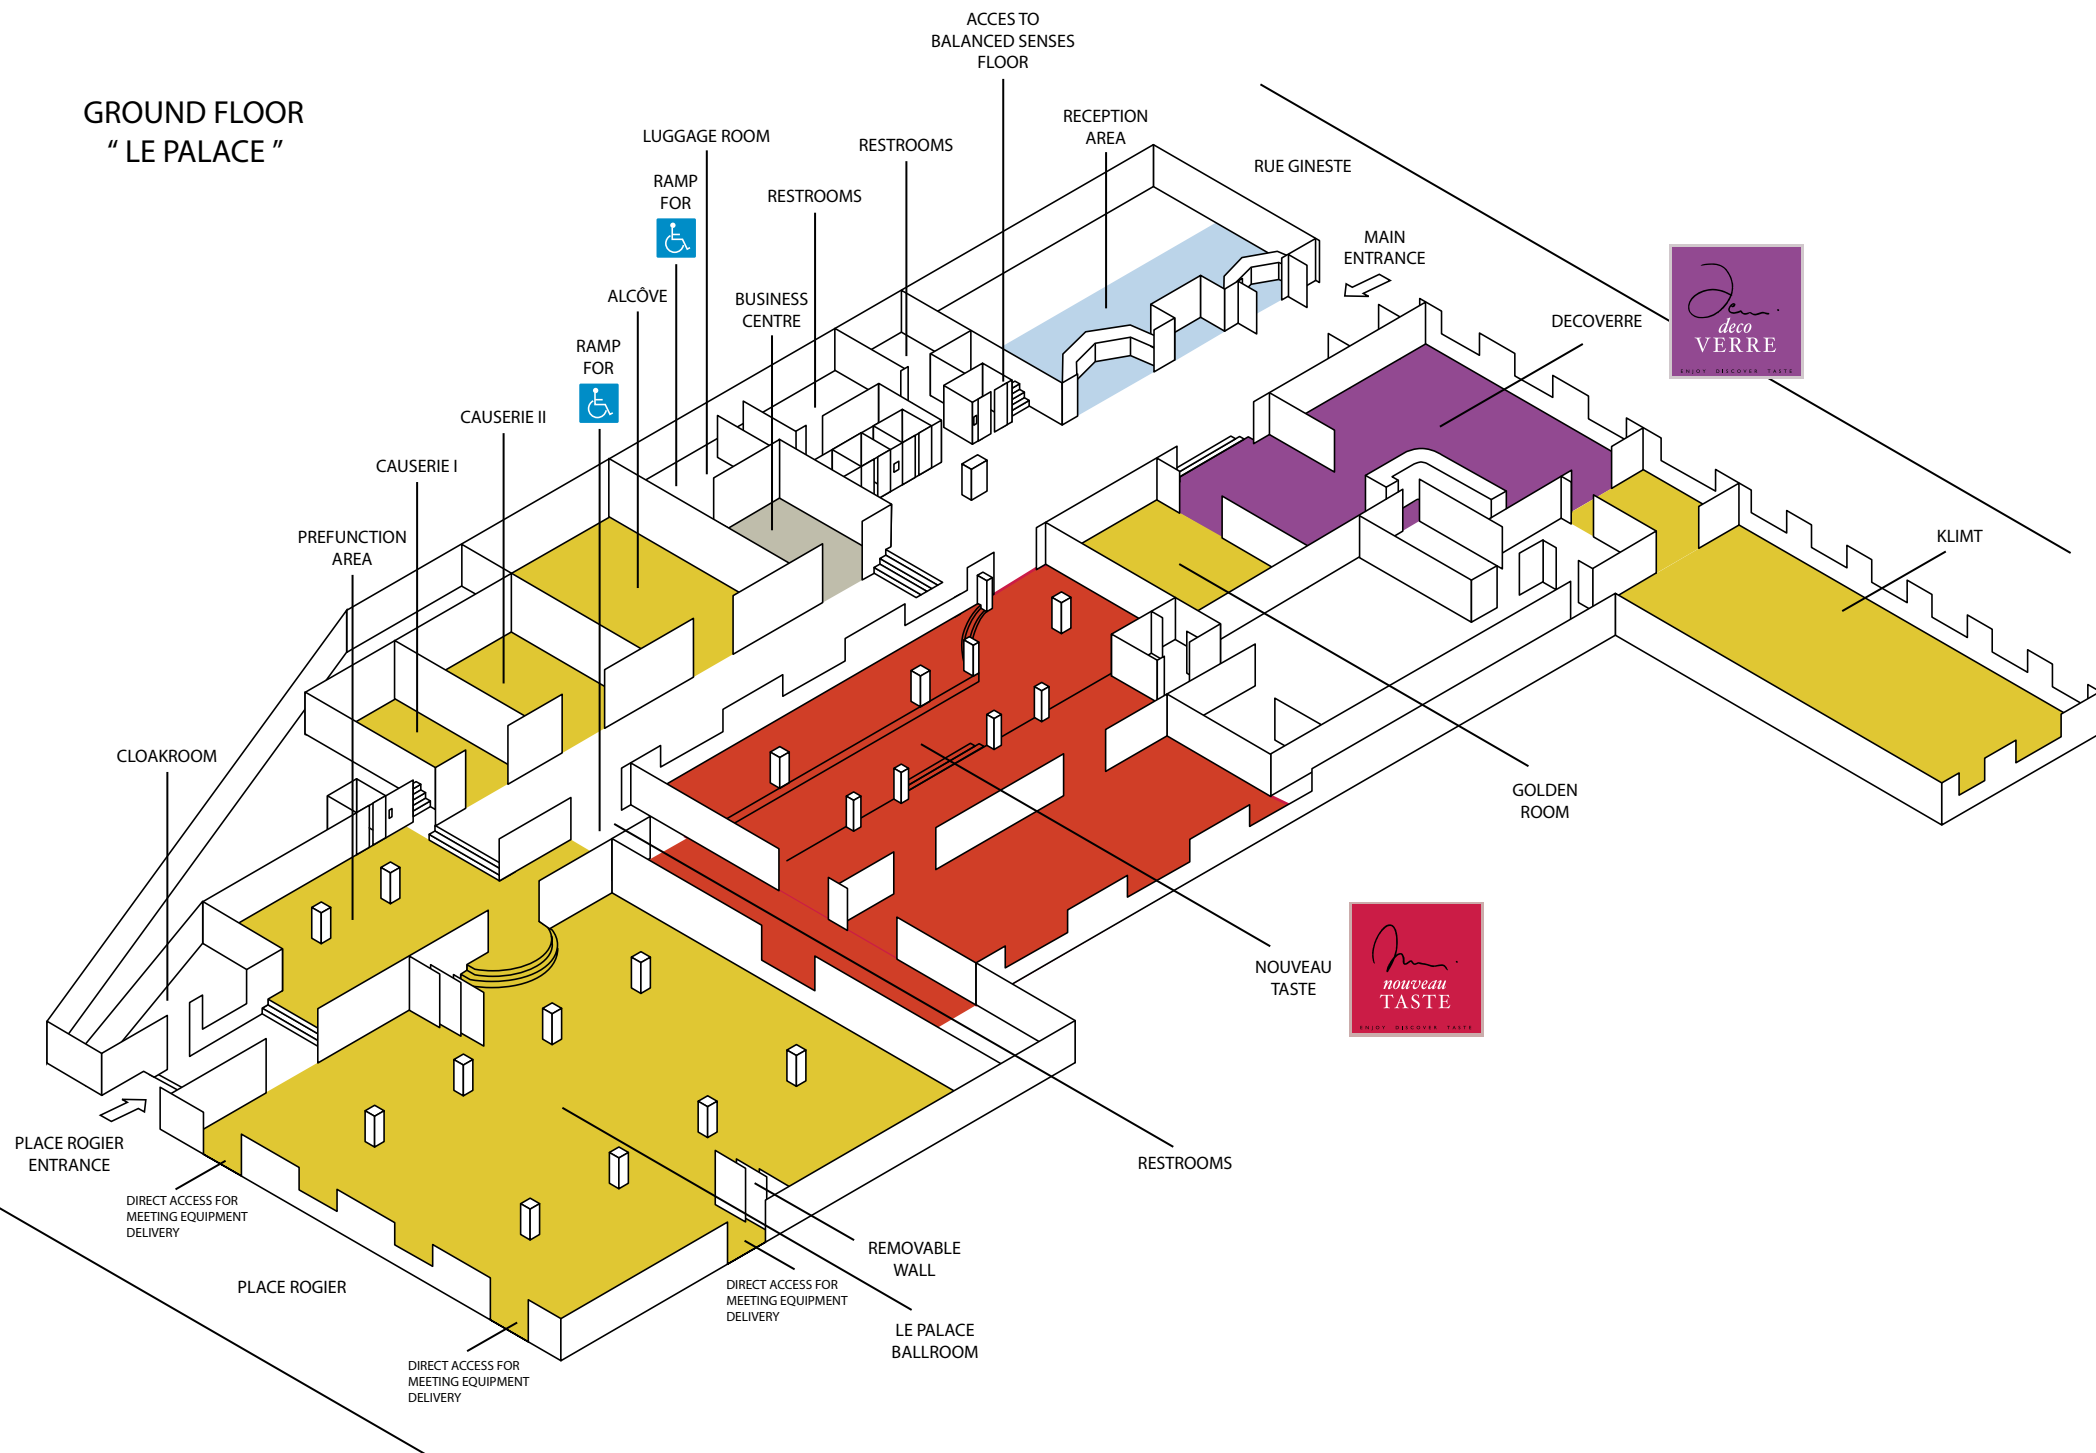 ACCES TO
BALANCED SENSES
FLOOR
GROUND FLOOR
“ LE PALACE ”
LUGGAGE ROOM
RESTROOMS
RECEPTION
AREA
RUE GINESTE
RAMP
FOR
RESTROOMS
MAIN
ENTRANCE
ALCÔVE
BUSINESS
CENTRE
DECOVERRE
deco
VERRE
ENJOY DISCOVER TASTE
RAMP
FOR
CAUSERIE II
CAUSERIE I
PREFUNCTION
AREA
KLIMT
CLOAKROOM
GOLDEN
ROOM
NOUVEAU
TASTE
nouveau
TASTE
ENJOY DISCOVER TASTE
PLACE ROGIER
ENTRANCE
RESTROOMS
DIRECT ACCESS FOR
MEETING EQUIPMENT
DELIVERY
REMOVABLE
WALL
PLACE ROGIER
DIRECT ACCESS FOR
MEETING EQUIPMENT
DELIVERY
LE PALACE
BALLROOM
DIRECT ACCESS FOR
MEETING EQUIPMENT
DELIVERY